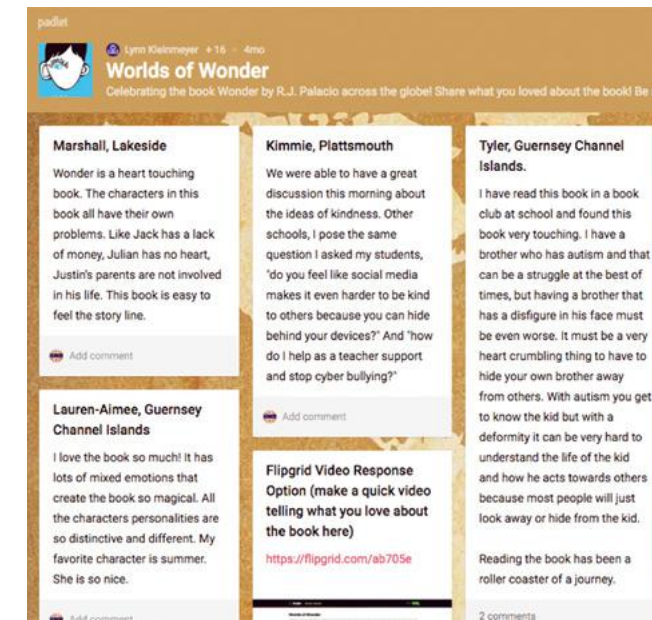 padlet
Lynn Kleinmeyer +16 · 4mo
Worlds of Wonder
Celebrating the book Wonder by R.J. Palacio across the globe! Share what you loved about the book! Be
Marshall, Lakeside
Wonder is a heart touching
book. The characters in this
book all have their own
problems. Like Jack has a lack
of money, Julian has no heart,
Justin's parents are not involved
in his life. This book is easy to
feel the story line.
Add comment
Lauren-Aimee, Guernsey
Channel Islands
I love the book so much! It has
lots of mixed emotions that
create the book so magical. All
the characters personalities are
so distinctive and different. My
favorite character is summer.
She is so nice.
Add comment
Kimmie, Plattsmouth
We were able to have a great
discussion this morning about
the ideas of kindness. Other
schools, I pose the same
question I asked my students,
"do you feel like social media
makes it even harder to be kind
to others because you can hide
behind your devices?" And "how
do I help as a teacher support
and stop cyber bullying?"
Add comment
Flipgrid Video Response
Option (make a quick video
telling what you love about
the book here)
https://flipgrid.com/ab705e
Tyler, Guernsey Channel
Islands.
I have read this book in a book
club at school and found this
book very touching. I have a
brother who has autism and that
can be a struggle at the best of
times, but having a brother that
has a disfigure in his face must
be even worse. It must be a very
heart crumbling thing to have to
hide your own brother away
from others. With autism you get
to know the kid but with a
deformity it can be very hard to
understand the life of the kid
and how he acts towards others
because most people will just
look away or hide from the kid.
Reading the book has been a
roller coaster of a journey.
2 comments